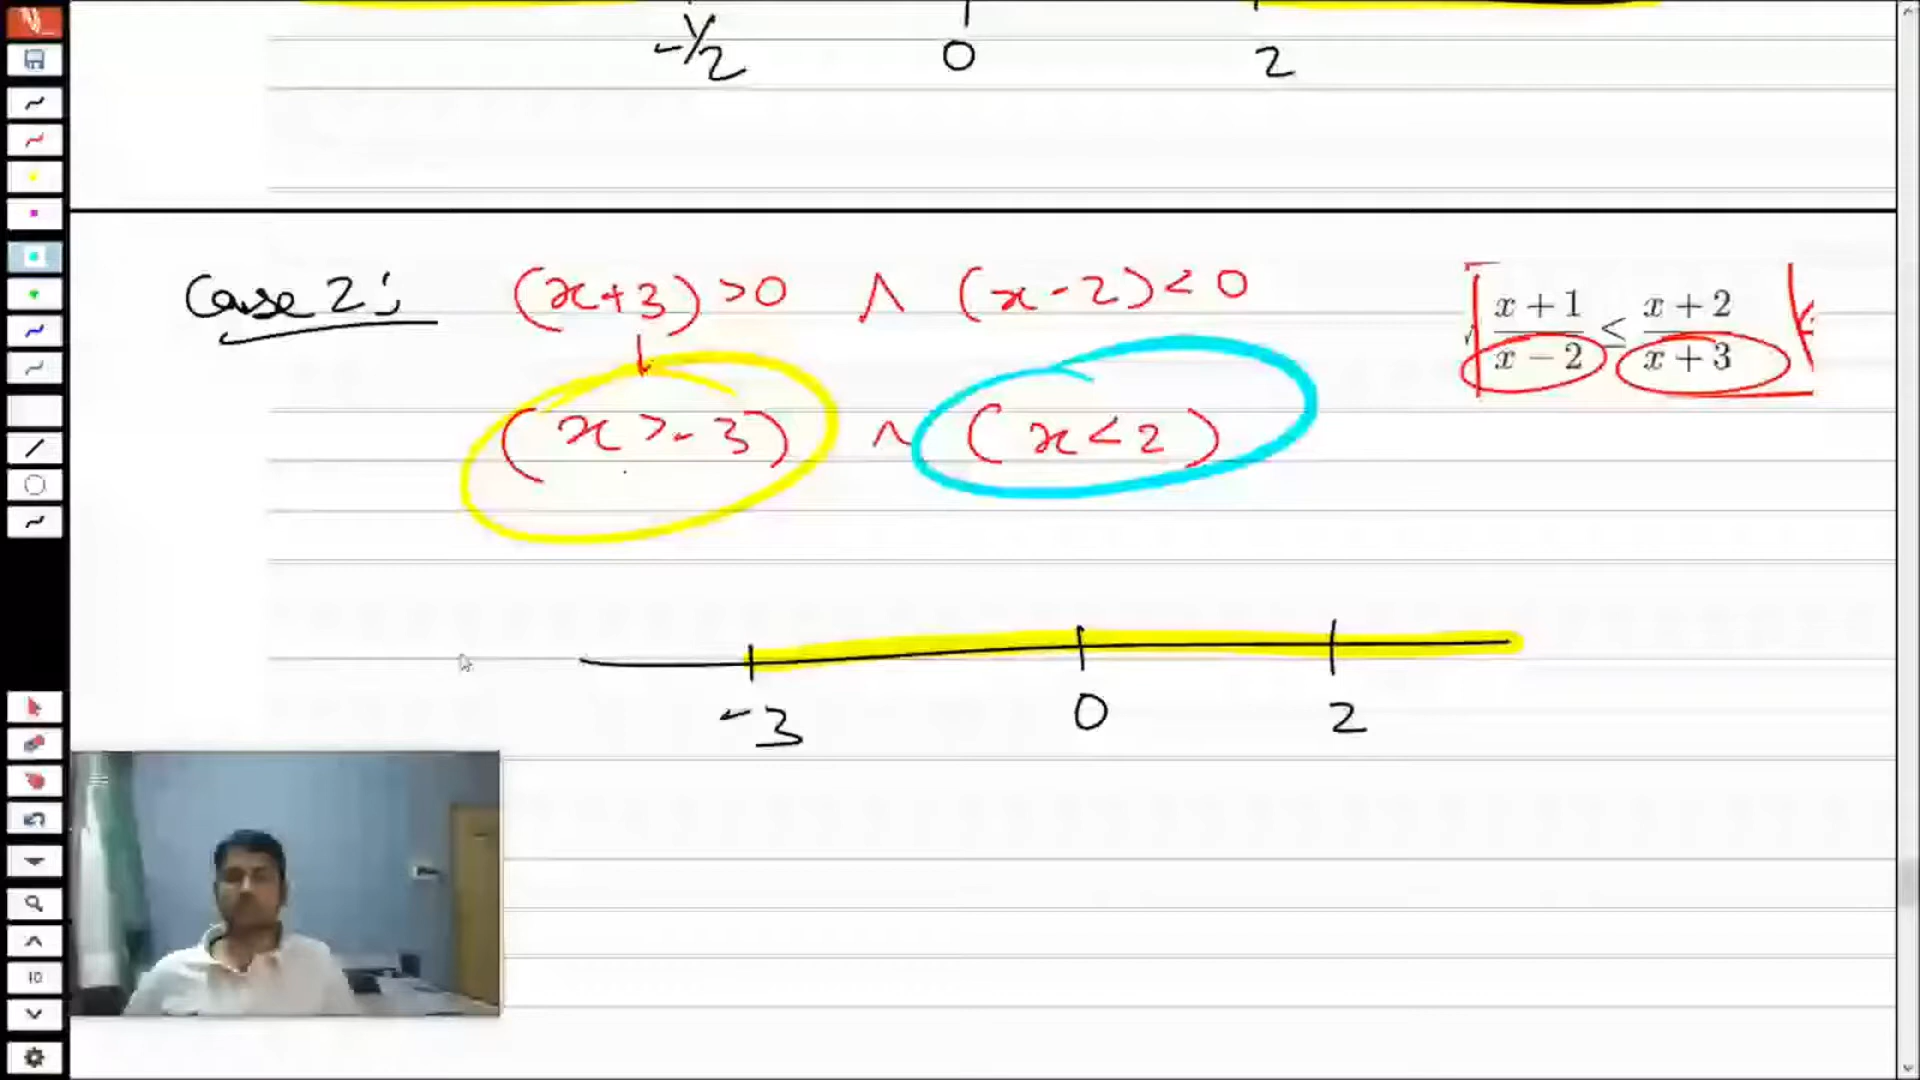 -1/2 0 2
Case 2: (x+3)>0 ∧ (x-2)<0
x + 1 / x − 2 ≤ x + 2 / x + 3
(x>-3) ∧ (x<2)
-3 0 2
10